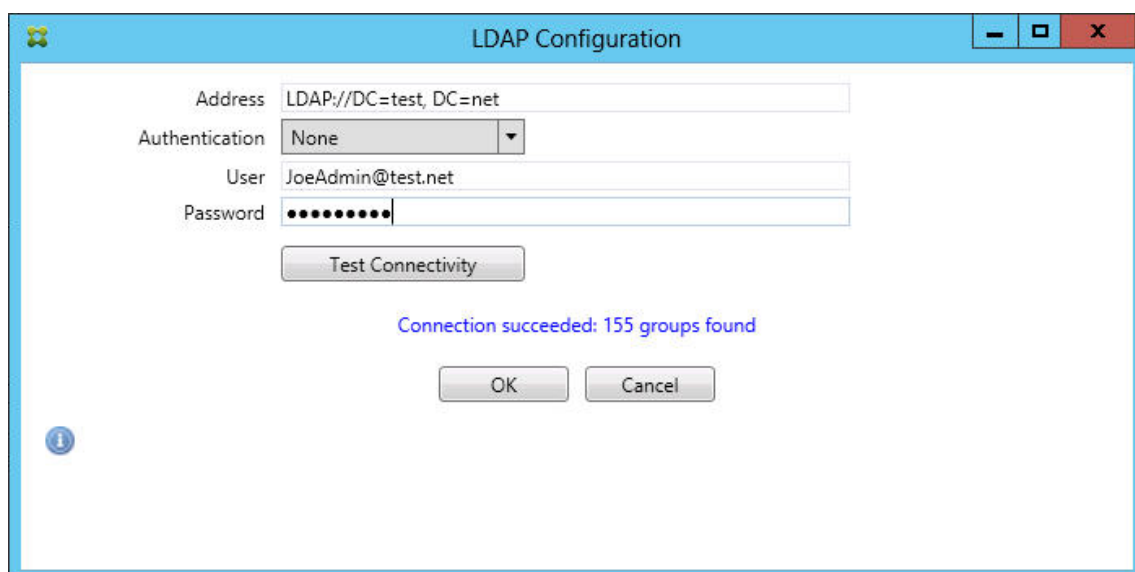 LDAP Configuration
Address LDAP://DC=test, DC=net
Authentication None
User JoeAdmin@test.net
Password •••••••••
Test Connectivity
Connection succeeded: 155 groups found
OK Cancel